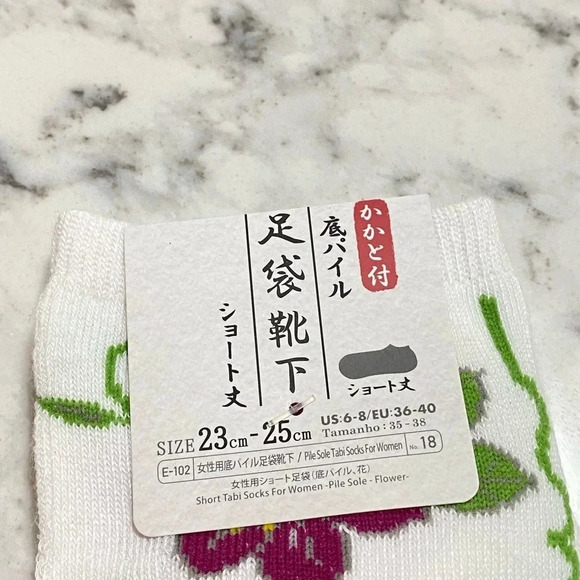 かかと付
底パイル
足袋靴下
ショート丈
ショート丈
SIZE 23cm-25cm
US:6-8/EU:36-40
Tamanho:35-38
E-102 女性用底パイル足袋靴下 / Pile Sole Tabi Socks For Women No.18
女性用ショート足袋(底パイル、花)
Short Tabi Socks For Women -Pile Sole - Flower-